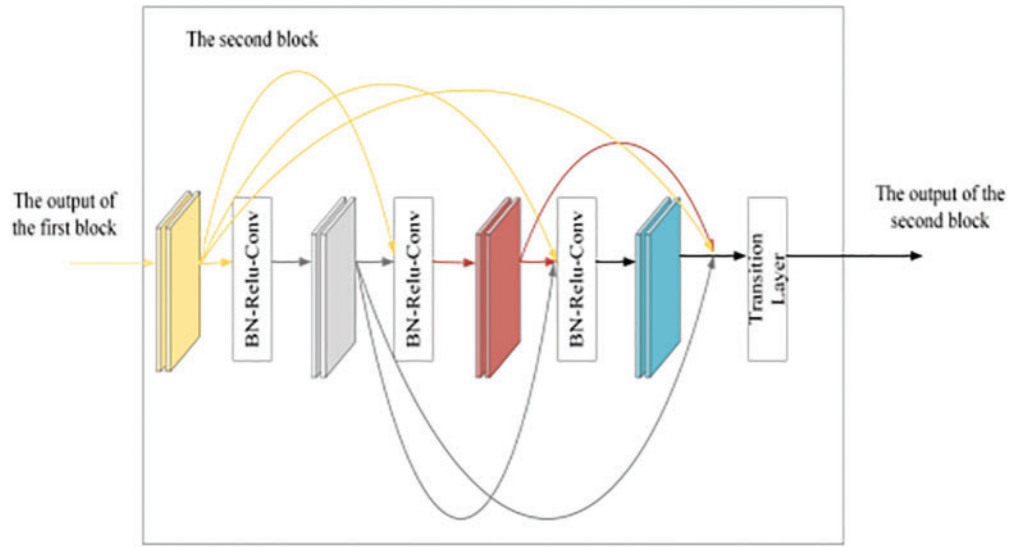 The second block
The output of
the first block
BN-Relu-Conv
BN-Relu-Conv
BN-Relu-Conv
Transition
Layer
The output of the
second block